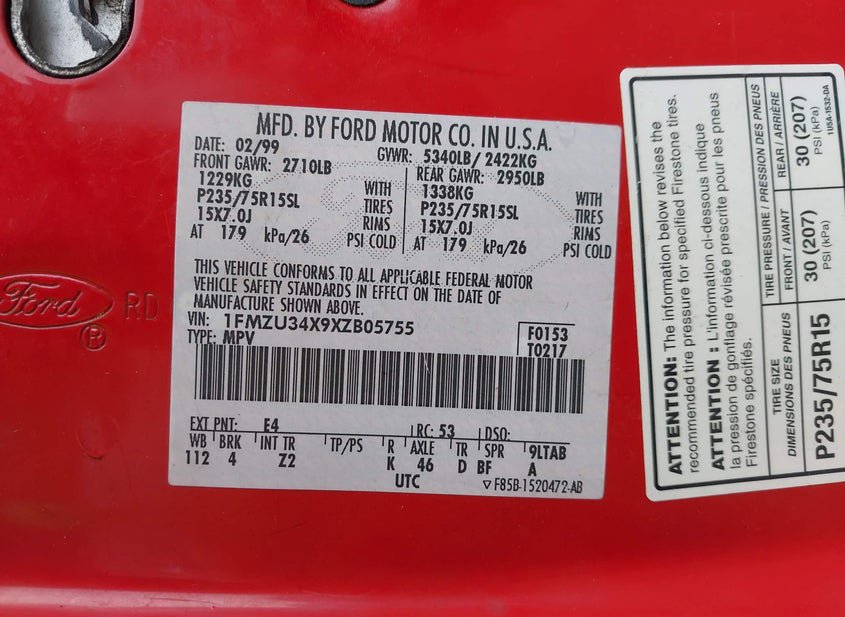 MFD. BY FORD MOTOR CO. IN U.S.A.
DATE: 02/99 GVWR: 5340LB/ 2422KG
FRONT GAWR: 2710LB REAR GAWR: 2950LB
1229KG WITH 1338KG WITH
P235/75R15SL TIRES P235/75R15SL TIRES
15X7.0J RIMS 15X7.0J RIMS
AT 179 kPa/26 PSI COLD AT 179 kPa/26 PSI COLD
THIS VEHICLE CONFORMS TO ALL APPLICABLE FEDERAL MOTOR
VEHICLE SAFETY STANDARDS IN EFFECT ON THE DATE OF
MANUFACTURE SHOWN ABOVE.
VIN: 1FMZU34X9XZB05755 F0153
TYPE: MPV T0217
EXT PNT: E4 RC: 53 DSO:
WB BRK INT TR TP/PS R AXLE TR SPR 9LTAB
112 4 Z2 K 46 D BF A
UTC ▽ F85B-1520472-AB
Ford RD
R
ATTENTION: The information below revises the
recommended tire pressure for specified Firestone tires.
ATTENTION : L'information ci-dessous indique
la pression de gonflage révisée prescrite pour les pneus
Firestone spécifiés.
TIRE SIZE TIRE PRESSURE / PRESSION DES PNEUS
DIMENSIONS DES PNEUS FRONT / AVANT REAR / ARRIÈRE
P235/75R15 30 (207) 30 (207)
PSI (kPa) PSI (kPa)
1U5A-1532-DA